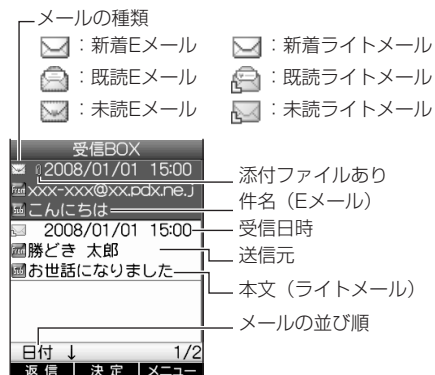 メールの種類
：新着Eメール　：新着ライトメール
：既読Eメール　：既読ライトメール
：未読Eメール　：未読ライトメール
受信BOX
2008/01/01 15:00
From xxx-xxx@xx.pdx.ne.j
Sub こんにちは
2008/01/01 15:00
From 勝どき 太郎
Sub お世話になりました
日付 ↓ 1/2
返信 決定 メニュー
添付ファイルあり
件名（Eメール）
受信日時
送信元
本文（ライトメール）
メールの並び順